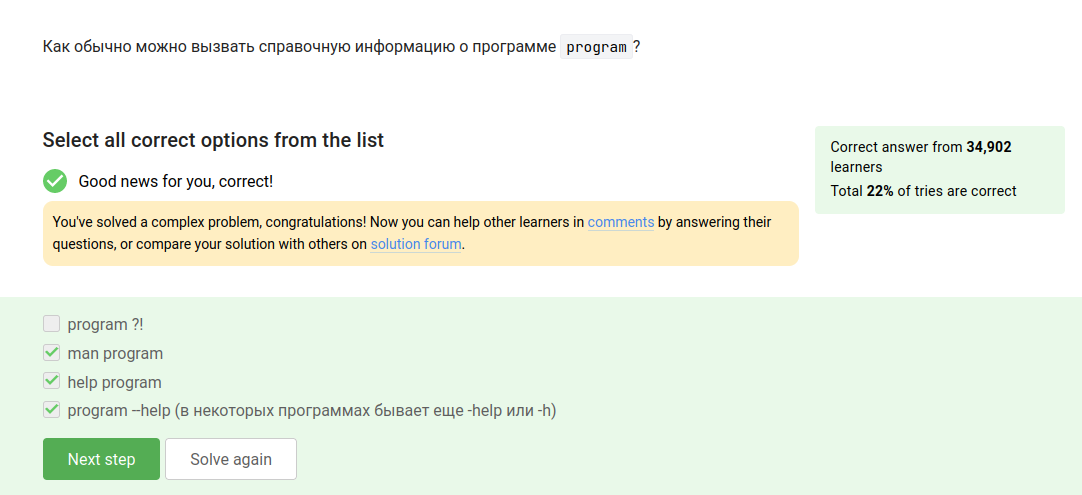 Как обычно можно вызвать справочную информацию о программе program?
Select all correct options from the list
Correct answer from 34,902
learners
Total 22% of tries are correct
Good news for you, correct!
You've solved a complex problem, congratulations! Now you can help other learners in comments by answering their
questions, or compare your solution with others on solution forum.
program ?!
man program
help program
program --help (в некоторых программах бывает еще -help или -h)
Next step
Solve again